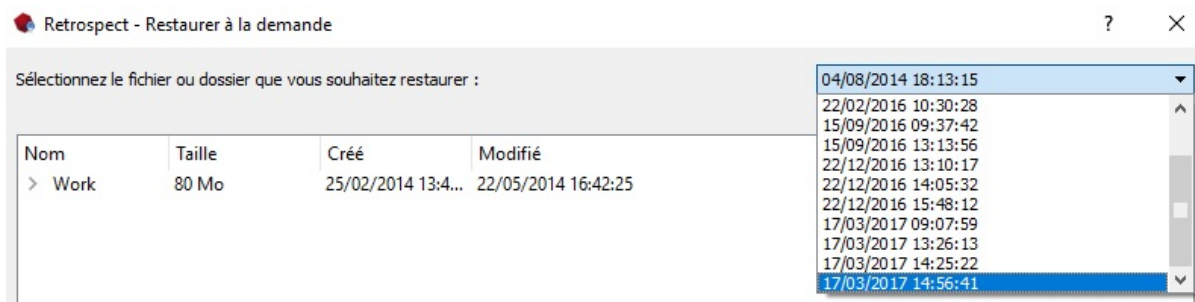 Retrospect - Restaurer à la demande ? ×
Sélectionnez le fichier ou dossier que vous souhaitez restaurer :
04/08/2014 18:13:15
22/02/2016 10:30:28
15/09/2016 09:37:42
15/09/2016 13:13:56
22/12/2016 13:10:17
22/12/2016 14:05:32
22/12/2016 15:48:12
17/03/2017 09:07:59
17/03/2017 13:26:13
17/03/2017 14:25:22
17/03/2017 14:56:41
Nom Taille Créé Modifié
Work 80 Mo 25/02/2014 13:4... 22/05/2014 16:42:25